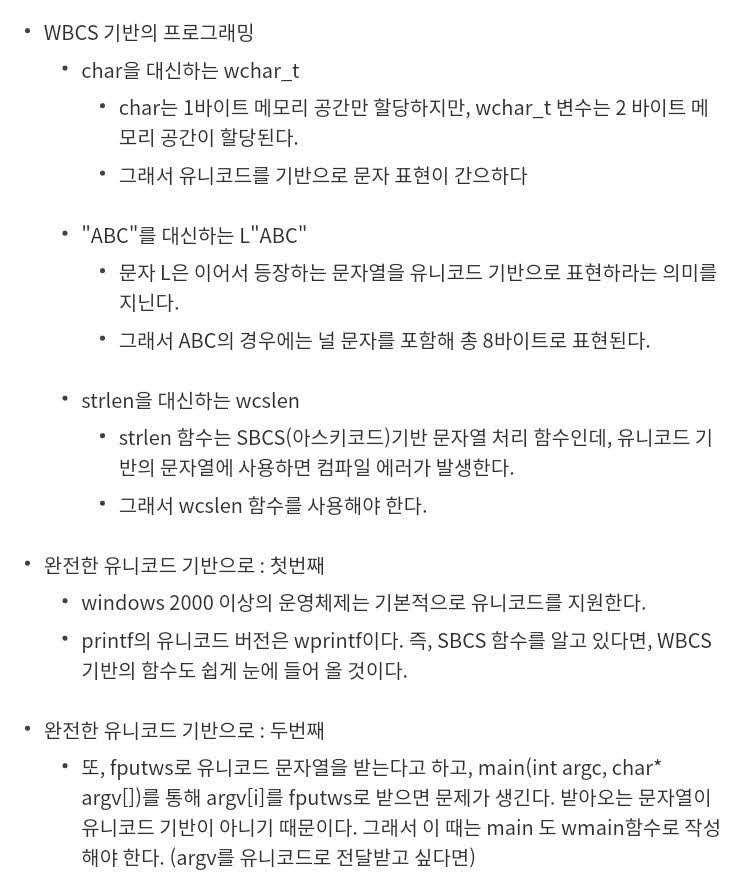 • WBCS 기반의 프로그래밍
• char을 대신하는 wchar_t
• char는 1바이트 메모리 공간만 할당하지만, wchar_t 변수는 2 바이트 메
모리 공간이 할당된다.
• 그래서 유니코드를 기반으로 문자 표현이 간으하다
• "ABC"를 대신하는 L"ABC"
• 문자 L은 이어서 등장하는 문자열을 유니코드 기반으로 표현하라는 의미를
지닌다.
• 그래서 ABC의 경우에는 널 문자를 포함해 총 8바이트로 표현된다.
• strlen을 대신하는 wcslen
• strlen 함수는 SBCS(아스키코드)기반 문자열 처리 함수인데, 유니코드 기
반의 문자열에 사용하면 컴파일 에러가 발생한다.
• 그래서 wcslen 함수를 사용해야 한다.
• 완전한 유니코드 기반으로 : 첫번째
• windows 2000 이상의 운영체제는 기본적으로 유니코드를 지원한다.
• printf의 유니코드 버전은 wprintf이다. 즉, SBCS 함수를 알고 있다면, WBCS
기반의 함수도 쉽게 눈에 들어 올 것이다.
• 완전한 유니코드 기반으로 : 두번째
• 또, fputws로 유니코드 문자열을 받는다고 하고, main(int argc, char*
argv[])를 통해 argv[i]를 fputws로 받으면 문제가 생긴다. 받아오는 문자열이
유니코드 기반이 아니기 때문이다. 그래서 이 때는 main 도 wmain함수로 작성
해야 한다. (argv를 유니코드로 전달받고 싶다면)